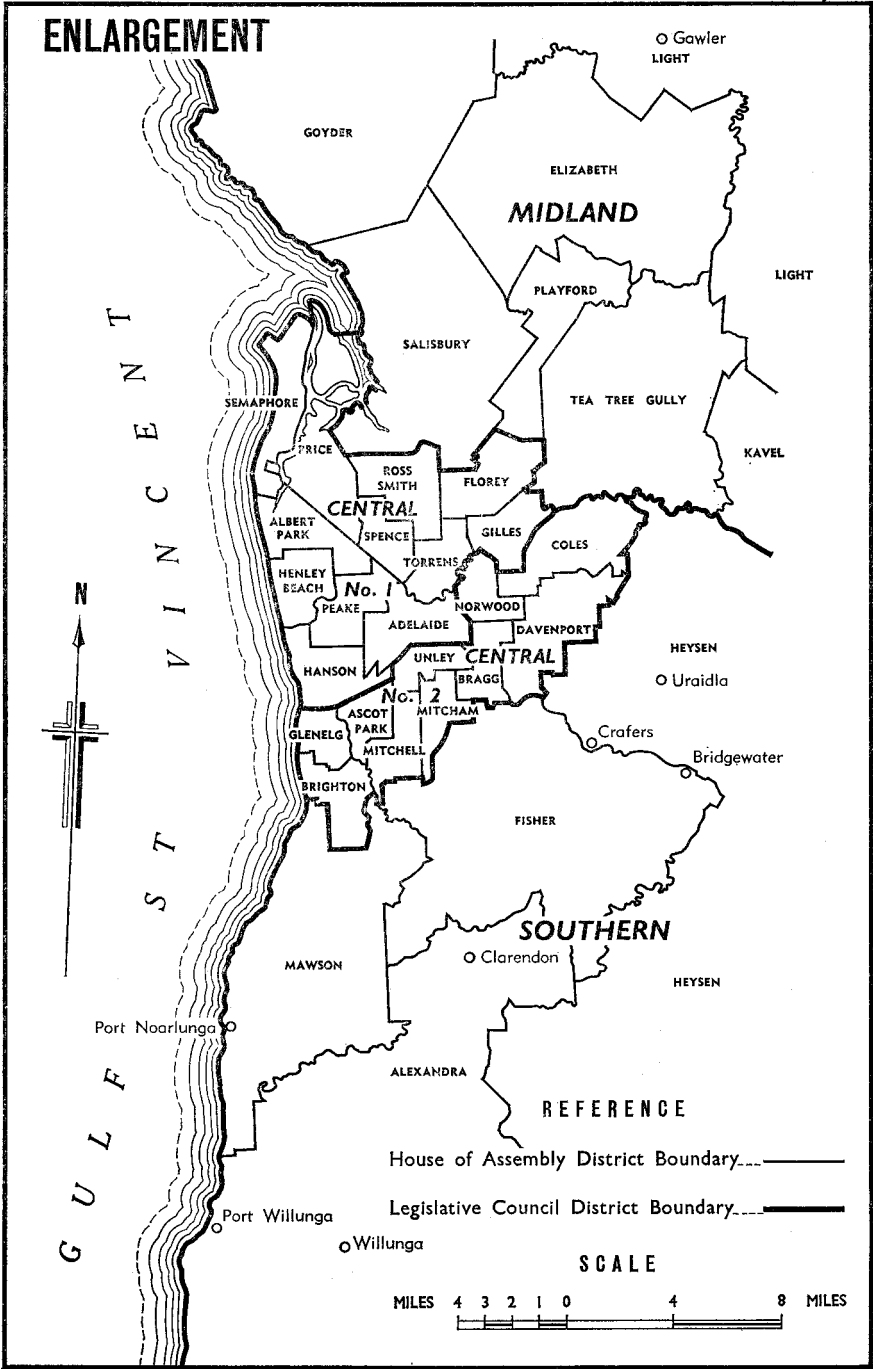 ENLARGEMENT
Gawler
LIGHT
GOYDER
ELIZABETH
MIDLAND
LIGHT
PLAYFORD
SALISBURY
TEA TREE GULLY
SEMAPHORE
KAVEL
PRICE
ROSS
SMITH
FLOREY
CENTRAL
No. 1
ALBERT
PARK
SPENCE
GILLES
COLES
TORRENS
HENLEY
BEACH
PEAKE
NORWOOD
ADELAIDE
DAVENPORT
HEYSEN
HANSON
UNLEY
CENTRAL
No. 2
BRAGG
Uraidla
ASCOT
PARK
MITCHAM
GLENELG
MITCHELL
Crafers
Bridgewater
BRIGHTON
FISHER
SOUTHERN
Clarendon
MAWSON
HEYSEN
Port Noarlunga
ALEXANDRA
GULF ST VINCENT
N
Port Willunga
Willunga
REFERENCE
House of Assembly District Boundary
Legislative Council District Boundary
SCALE
MILES 4 3 2 1 0 4 8 MILES